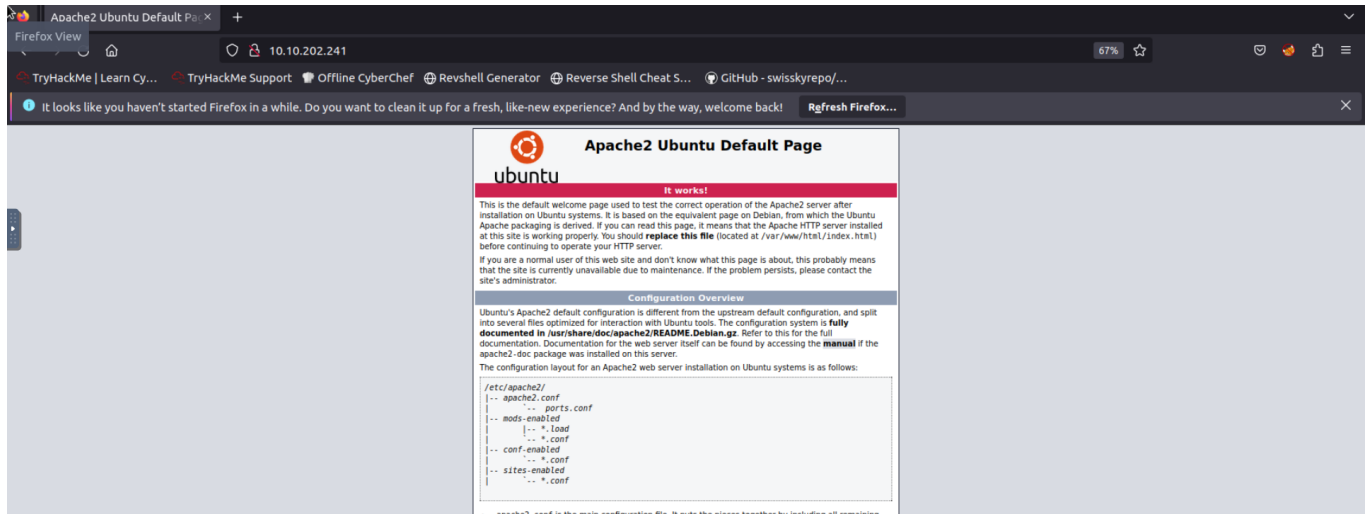 Apache2 Ubuntu Default Pa
Firefox View
10.10.202.241
67%
TryHackMe | Learn Cy...
TryHackMe Support
Offline CyberChef
Revshell Generator
Reverse Shell Cheat S...
GitHub - swisskyrepo/...
It looks like you haven't started Firefox in a while. Do you want to clean it up for a fresh, like-new experience? And by the way, welcome back!
Refresh Firefox...
ubuntu
Apache2 Ubuntu Default Page
It works!
This is the default welcome page used to test the correct operation of the Apache2 server after
installation on Ubuntu systems. It is based on the equivalent page on Debian, from which the Ubuntu
Apache packaging is derived. If you can read this page, it means that the Apache HTTP server installed
at this site is working properly. You should replace this file (located at /var/www/html/index.html)
before continuing to operate your HTTP server.
If you are a normal user of this web site and don't know what this page is about, this probably means
that the site is currently unavailable due to maintenance. If the problem persists, please contact the
site's administrator.
Configuration Overview
Ubuntu's Apache2 default configuration is different from the upstream default configuration, and split
into several files optimized for interaction with Ubuntu tools. The configuration system is fully
documented in /usr/share/doc/apache2/README.Debian.gz. Refer to this for the full
documentation. Documentation for the web server itself can be found by accessing the manual if the
apache2-doc package was installed on this server.
The configuration layout for an Apache2 web server installation on Ubuntu systems is as follows:
/etc/apache2/
|-- apache2.conf
|       `--  ports.conf
|-- mods-enabled
|       |-- *.load
|       `-- *.conf
|-- conf-enabled
|       `-- *.conf
|-- sites-enabled
|       `-- *.conf